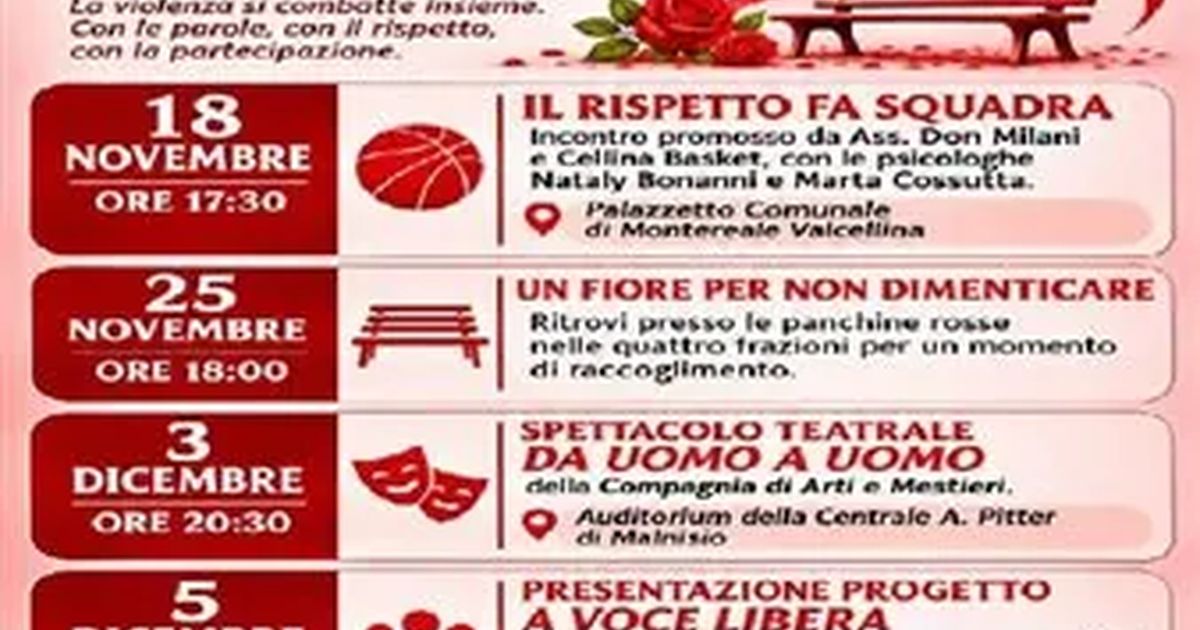 La violenza si combatte insieme.
Con le parole, con il rispetto,
con la partecipazione.
18
NOVEMBRE
ORE 17:30
IL RISPETTO FA SQUADRA
Incontro promosso da Ass. Don Milani
e Cellina Basket, con le psicologhe
Nataly Bonanni e Marta Cossutta.
Palazzetto Comunale
di Montereale Valcellina
25
NOVEMBRE
ORE 18:00
UN FIORE PER NON DIMENTICARE
Ritrovi presso le panchine rosse
nelle quattro frazioni per un momento
di raccoglimento.
3
DICEMBRE
ORE 20:30
SPETTACOLO TEATRALE
DA UOMO A UOMO
della Compagnia di Arti e Mestieri.
Auditorium della Centrale A. Pitter
di Malnisio
5
DICEMBRE
PRESENTAZIONE PROGETTO
A VOCE LIBERA